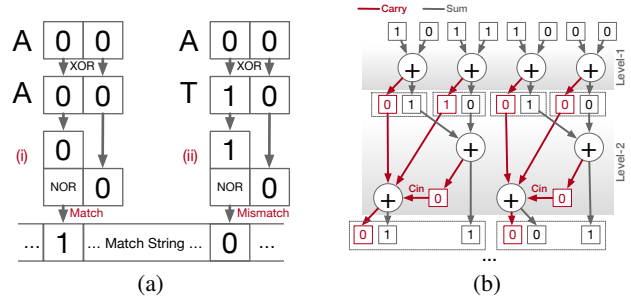 Carry Sum
A 0 0 A 0 0
XOR XOR
A 0 0 T 1 0
(i) 0 (ii) 1
NOR 0 NOR 0
Match Mismatch
... 1 ... Match String ... 0 ...
(a)
1 0 1 1 1 0 0 0
+ + + +
Level-1
0 1 1 0 0 1 0 0
+ +
Level-2
+ Cin 0 + Cin 0
0 1 1 0 0 1
...
(b)